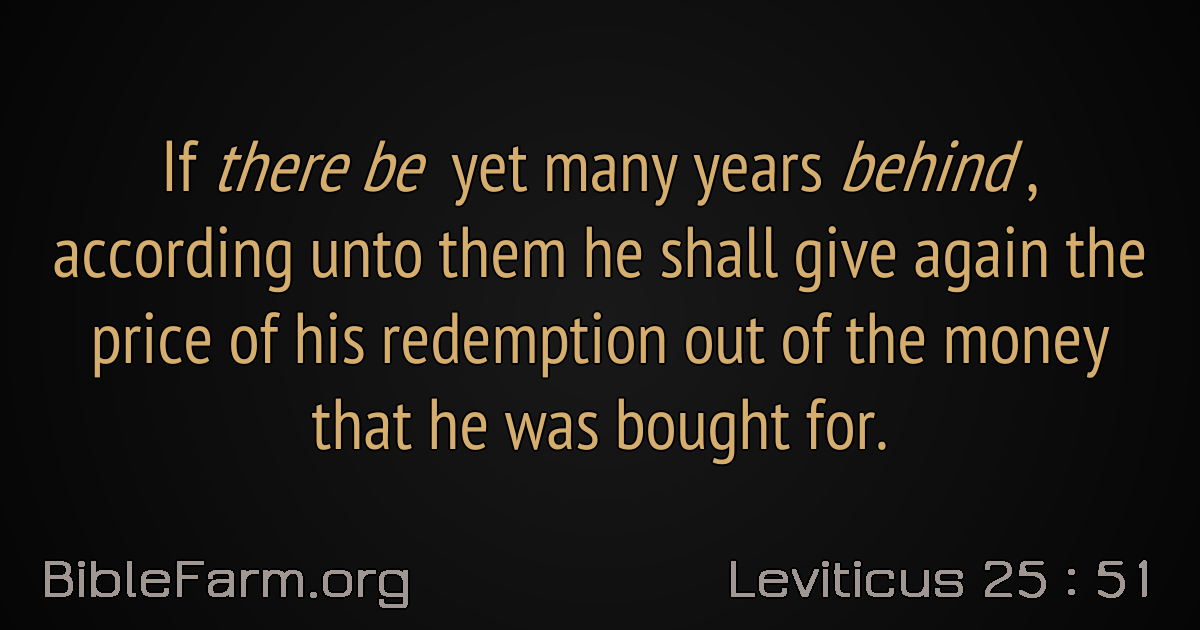 If there be yet many years behind ,
according unto them he shall give again the
price of his redemption out of the money
that he was bought for.
BibleFarm.org
Leviticus 25 : 51